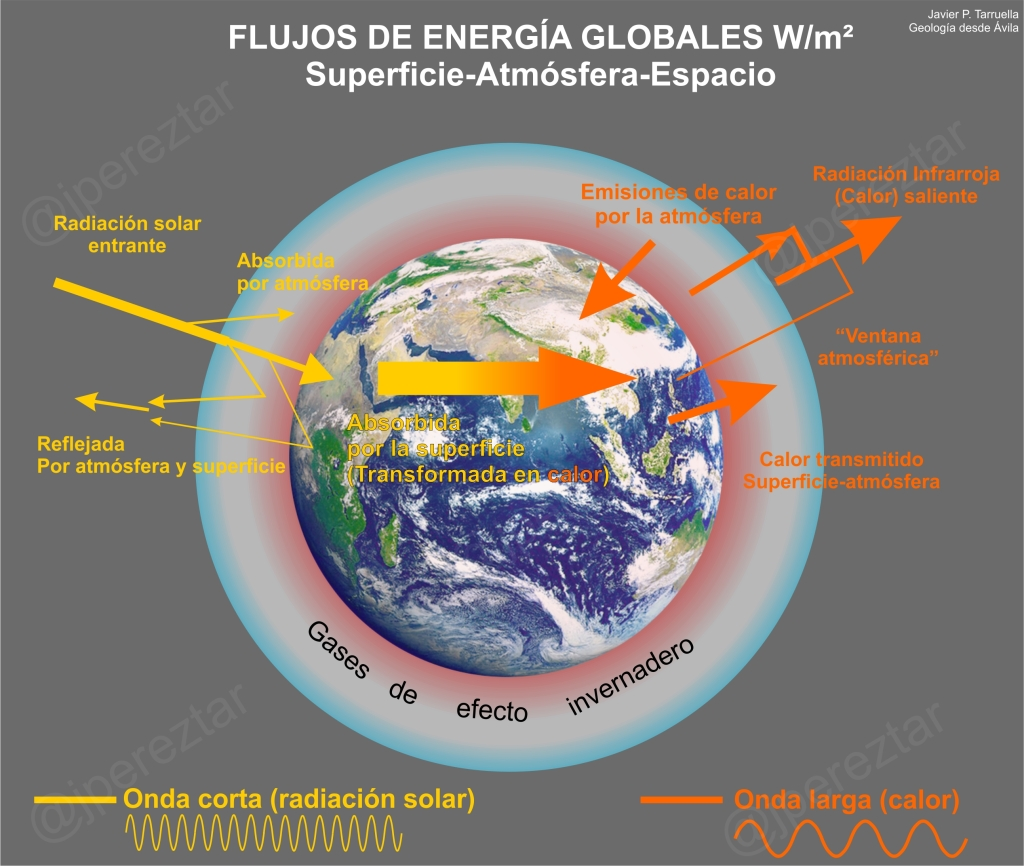 Javier P. Tarruella
Geología desde Ávila
FLUJOS DE ENERGÍA GLOBALES W/m²
Superficie-Atmósfera-Espacio
@jpereztar
@jpereztar
Radiación solar
entrante
Absorbida
por atmósfera
Emisiones de calor
por la atmósfera
Radiación Infrarroja
(Calor) saliente
“Ventana
atmosférica”
Reflejada
Por atmósfera y superficie
Absorbida
por la superficie
(Transformada en calor)
Calor transmitido
Superficie-atmósfera
Gases de efecto invernadero
@jpereztar
@jpereztar
Onda corta (radiación solar)
Onda larga (calor)